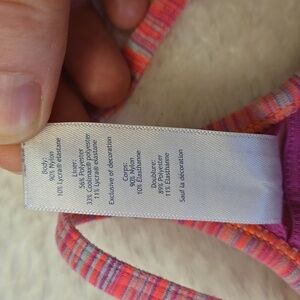 Body:
90% Nylon
10% Lycra® elastane
Liner:
56% Polyester
33% Coolmax® polyester
11% Lycra® elastane
Exclusive of decoration
Corps:
90% Nylon
10% Élasthanne
Doublure:
89% Polyester
11% Élasthanne
Sauf la décoration